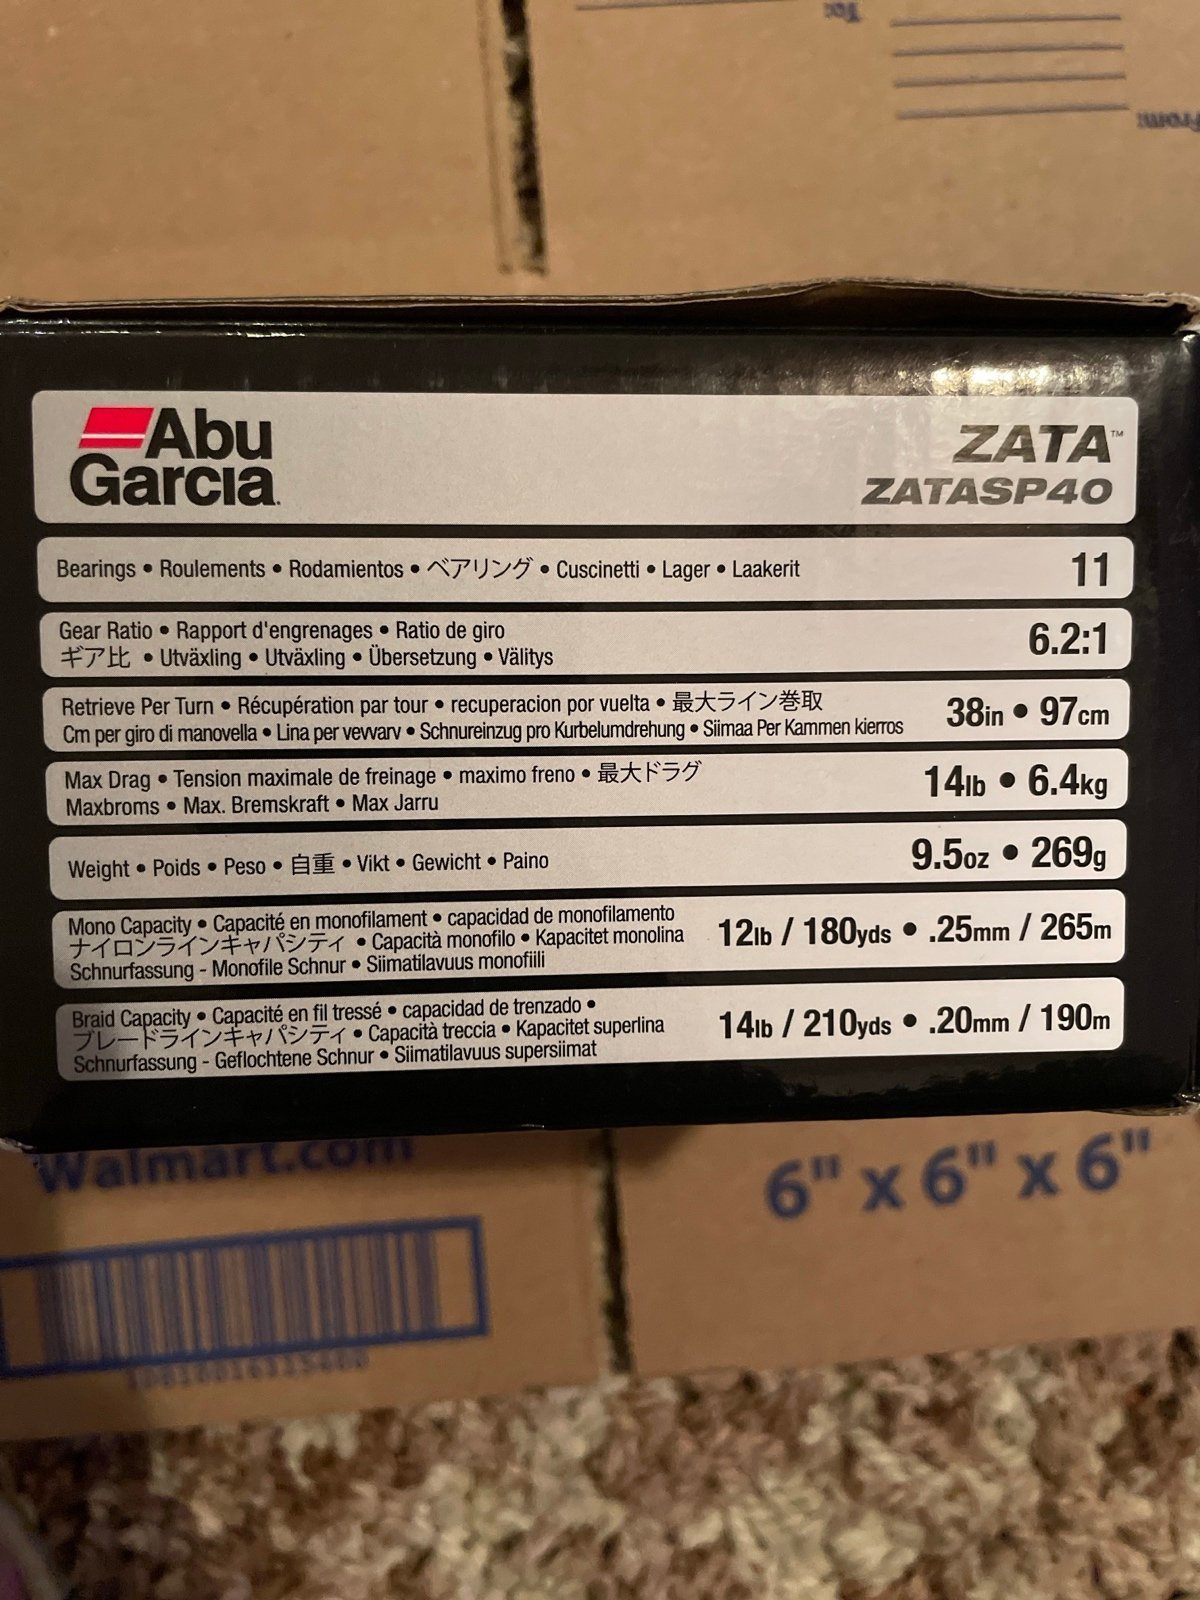 To:
From:
Abu
Garcia
ZATA™
ZATASP40
Bearings • Roulements • Rodamientos • ベアリング • Cuscinetti • Lager • Laakerit
11
Gear Ratio • Rapport d'engrenages • Ratio de giro
ギア比 • Utväxling • Utväxling • Übersetzung • Välitys
6.2:1
Retrieve Per Turn • Récupération par tour • recuperacion por vuelta • 最大ライン巻取
Cm per giro di manovella • Lina per vevvarv • Schnureinzug pro Kurbelumdrehung • Siimaa Per Kammen kierros
38in • 97cm
Max Drag • Tension maximale de freinage • maximo freno • 最大ドラグ
Maxbroms • Max. Bremskraft • Max Jarru
14lb • 6.4kg
Weight • Poids • Peso • 自重 • Vikt • Gewicht • Paino
9.5oz • 269g
Mono Capacity • Capacité en monofilament • capacidad de monofilamento
ナイロンラインキャパシティ • Capacità monofilo • Kapacitet monolina
Schnurfassung - Monofile Schnur • Siimatilavuus monofiili
12lb / 180yds • .25mm / 265m
Braid Capacity • Capacité en fil tressé • capacidad de trenzado •
ブレードラインキャパシティ • Capacità treccia • Kapacitet superlina
Schnurfassung - Geflochtene Schnur • Siimatilavuus supersiimat
14lb / 210yds • .20mm / 190m
Walmart.com
6" x 6" x 6"